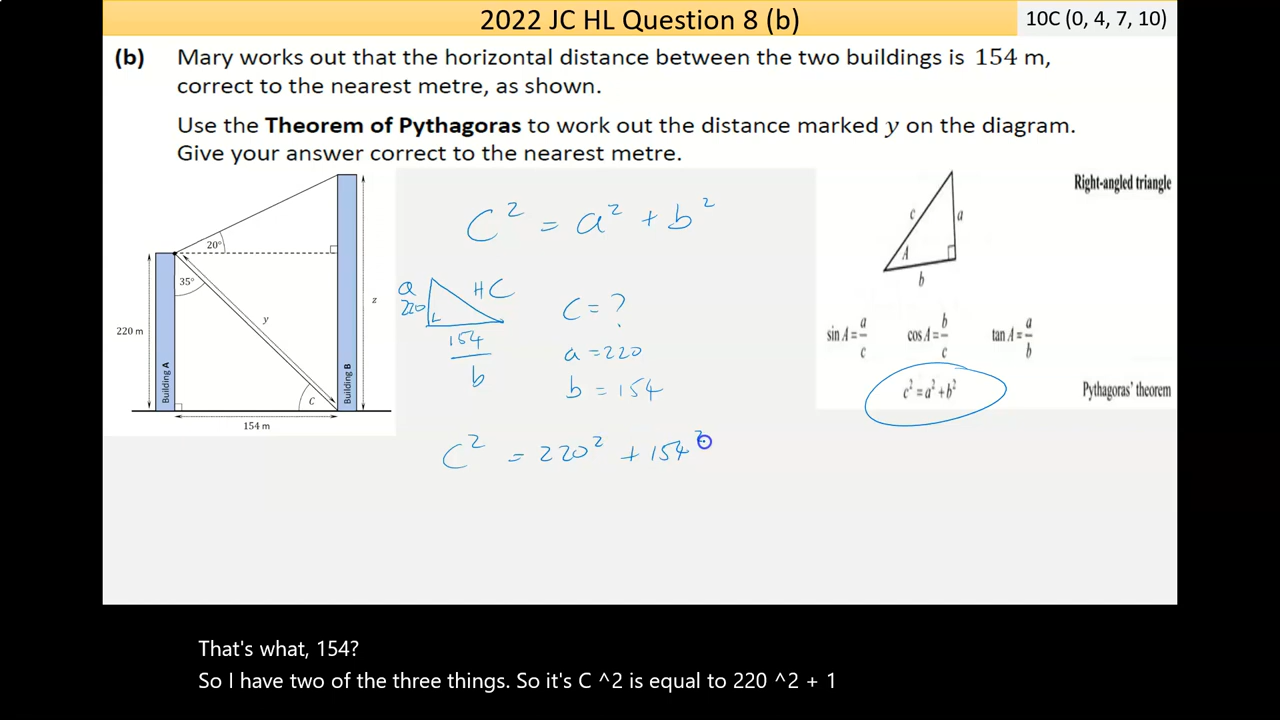 2022 JC HL Question 8 (b)
10C (0, 4, 7, 10)
(b) Mary works out that the horizontal distance between the two buildings is 154 m,
correct to the nearest metre, as shown.
Use the Theorem of Pythagoras to work out the distance marked y on the diagram.
Give your answer correct to the nearest metre.
20°
35°
y
z
220 m
Building A
Building B
C
154 m
C² = a² + b²
a
220
H C
154
b
C = ?
a = 220
b = 154
C² = 220² + 154²
Right-angled triangle
c
a
A
b
sin A = a/c cos A = b/c tan A = a/b
c² = a² + b² Pythagoras' theorem
That's what, 154?
So I have two of the three things. So it's C ^2 is equal to 220 ^2 + 1